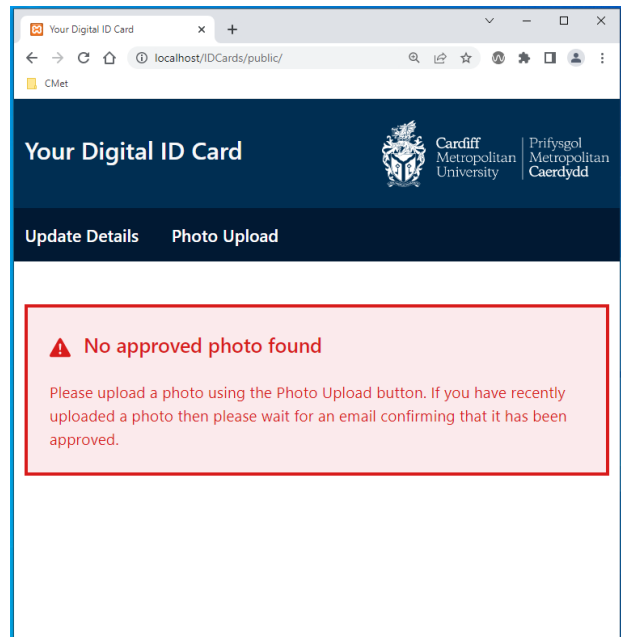 Your Digital ID Card
localhost/IDCards/public/
CMet
Your Digital ID Card
Cardiff
Metropolitan
University
Prifysgol
Metropolitan
Caerdydd
Update Details Photo Upload
No approved photo found
Please upload a photo using the Photo Upload button. If you have recently
uploaded a photo then please wait for an email confirming that it has been
approved.